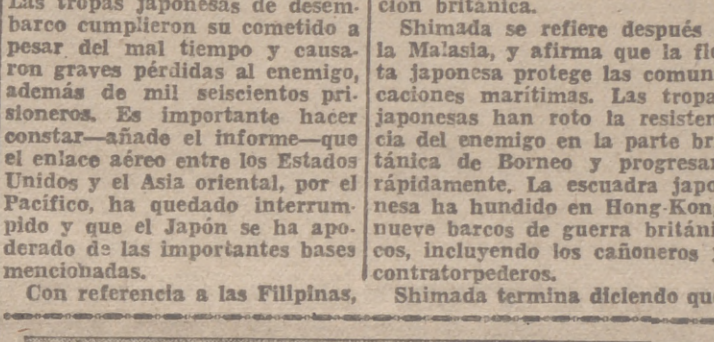 Las tropas japonesas de desem-
barco cumplieron su cometido a
pesar del mal tiempo y causa-
ron graves pérdidas al enemigo,
además de mil seiscientos pri-
sioneros. Es importante hacer
constar—añade el informe—que
el enlace aéreo entre los Estados
Unidos y el Asia oriental, por el
Pacífico, ha quedado interrum-
pido y que el Japón se ha apo-
derado de las importantes bases
mencionadas.
Con referencia a las Filipinas,
ción británica.
Shimada se refiere después
la Malasia, y afirma que la flo
ta japonesa protege las comun
caciones marítimas. Las tropa
japonesas han roto la resisten
cia del enemigo en la parte br
tánica de Borneo y progresan
rápidamente. La escuadra japo
nesa ha hundido en Hong-Kon
nueve barcos de guerra británi
cos, incluyendo los cañoneros
contratorpederos.
Shimada termina diciendo qu